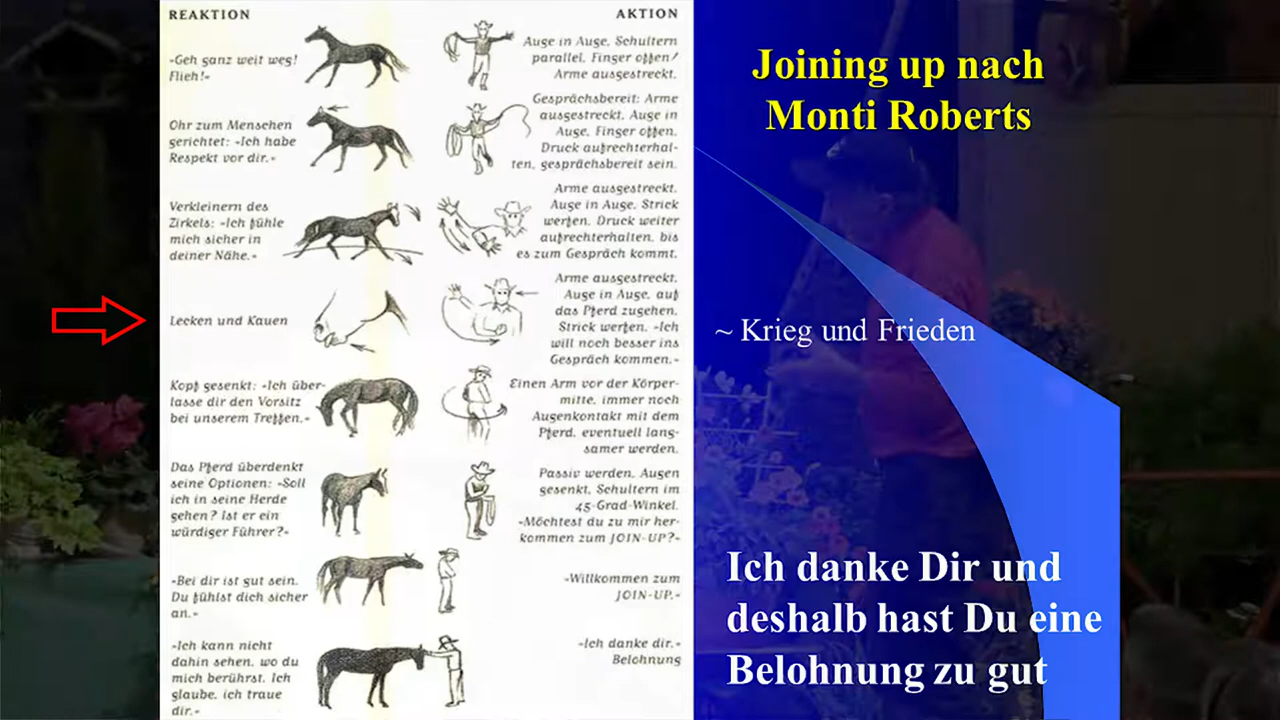 REAKTION
AKTION
«Geh ganz weit weg!
Flieh!»
Auge in Auge, Schultern
parallel, Finger offen!
Arme ausgestreckt.
Ohr zum Menschen
gerichtet: «Ich habe
Respekt vor dir.»
Gesprächsbereit: Arme
ausgestreckt, Auge in
Auge, Finger offen,
Druck aufrechterhal-
ten, gesprächsbereit sein.
Verkleinern des
Zirkels: «Ich fühle
mich sicher in
deiner Nähe.»
Arme ausgestreckt,
Auge in Auge, Strick
werfen, Druck weiter
aufrechterhalten, bis
es zum Gespräch kommt.
Lecken und Kauen
Arme ausgestreckt,
Auge in Auge, auf
das Pferd zugehen,
Strick werfen. «Ich
will noch besser ins
Gespräch kommen.»
Kopf gesenkt: «Ich über-
lasse dir den Vorsitz
bei unserem Treffen.»
Einen Arm vor der Körper-
mitte, immer noch
Augenkontakt mit dem
Pferd, eventuell lang-
samer werden.
Das Pferd überdenkt
seine Optionen: «Soll
ich in seine Herde
gehen? Ist er ein
würdiger Führer?»
Passiv werden, Augen
gesenkt, Schultern im
45-Grad-Winkel.
«Möchtest du zu mir her-
kommen zum JOIN-UP?»
«Bei dir ist gut sein.
Du fühlst dich sicher
an.»
«Willkommen zum
JOIN-UP.»
«Ich kann nicht
dahin sehen, wo du
mich berührst. Ich
glaube, ich traue
dir.»
«Ich danke dir.»
Belohnung
Joining up nach
Monti Roberts
~ Krieg und Frieden
Ich danke Dir und
deshalb hast Du eine
Belohnung zu gut